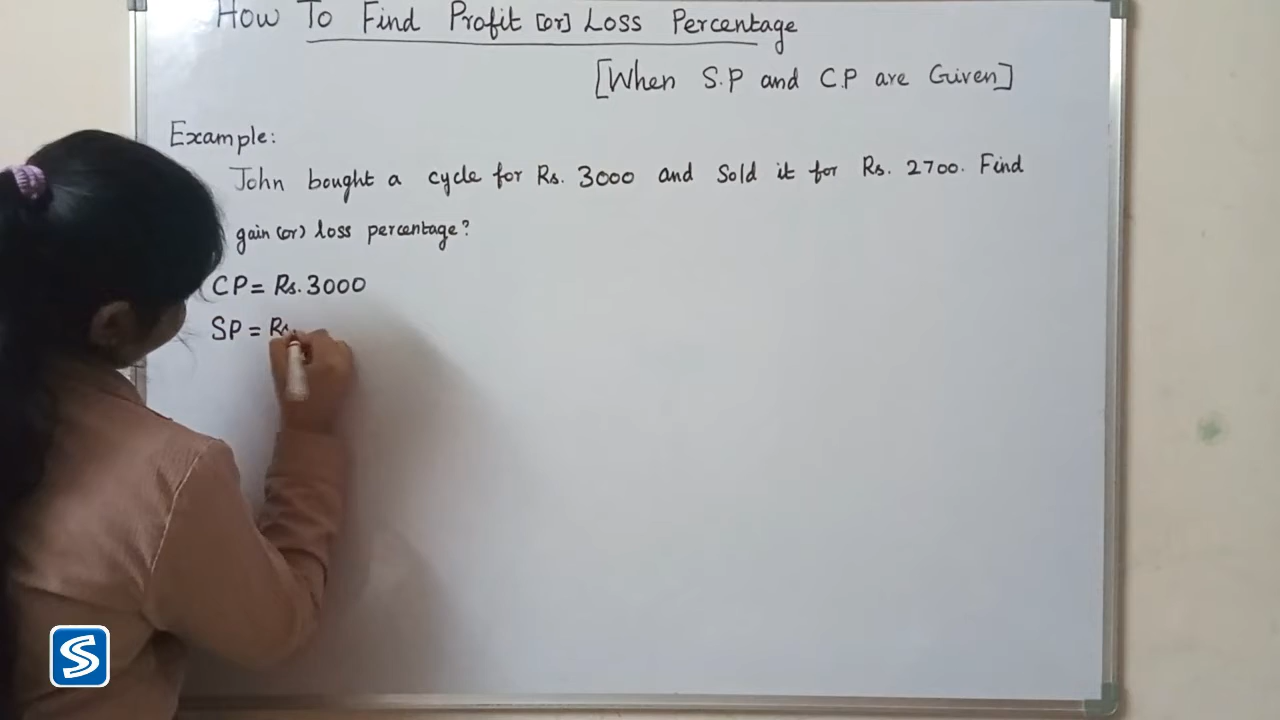 How To Find Profit [or] Loss Percentage
[When S.P and C.P are Given]
Example:
John bought a cycle for Rs. 3000 and Sold it for Rs. 2700. Find
gain (or) loss percentage?
CP = Rs. 3000
SP = Rs.
S